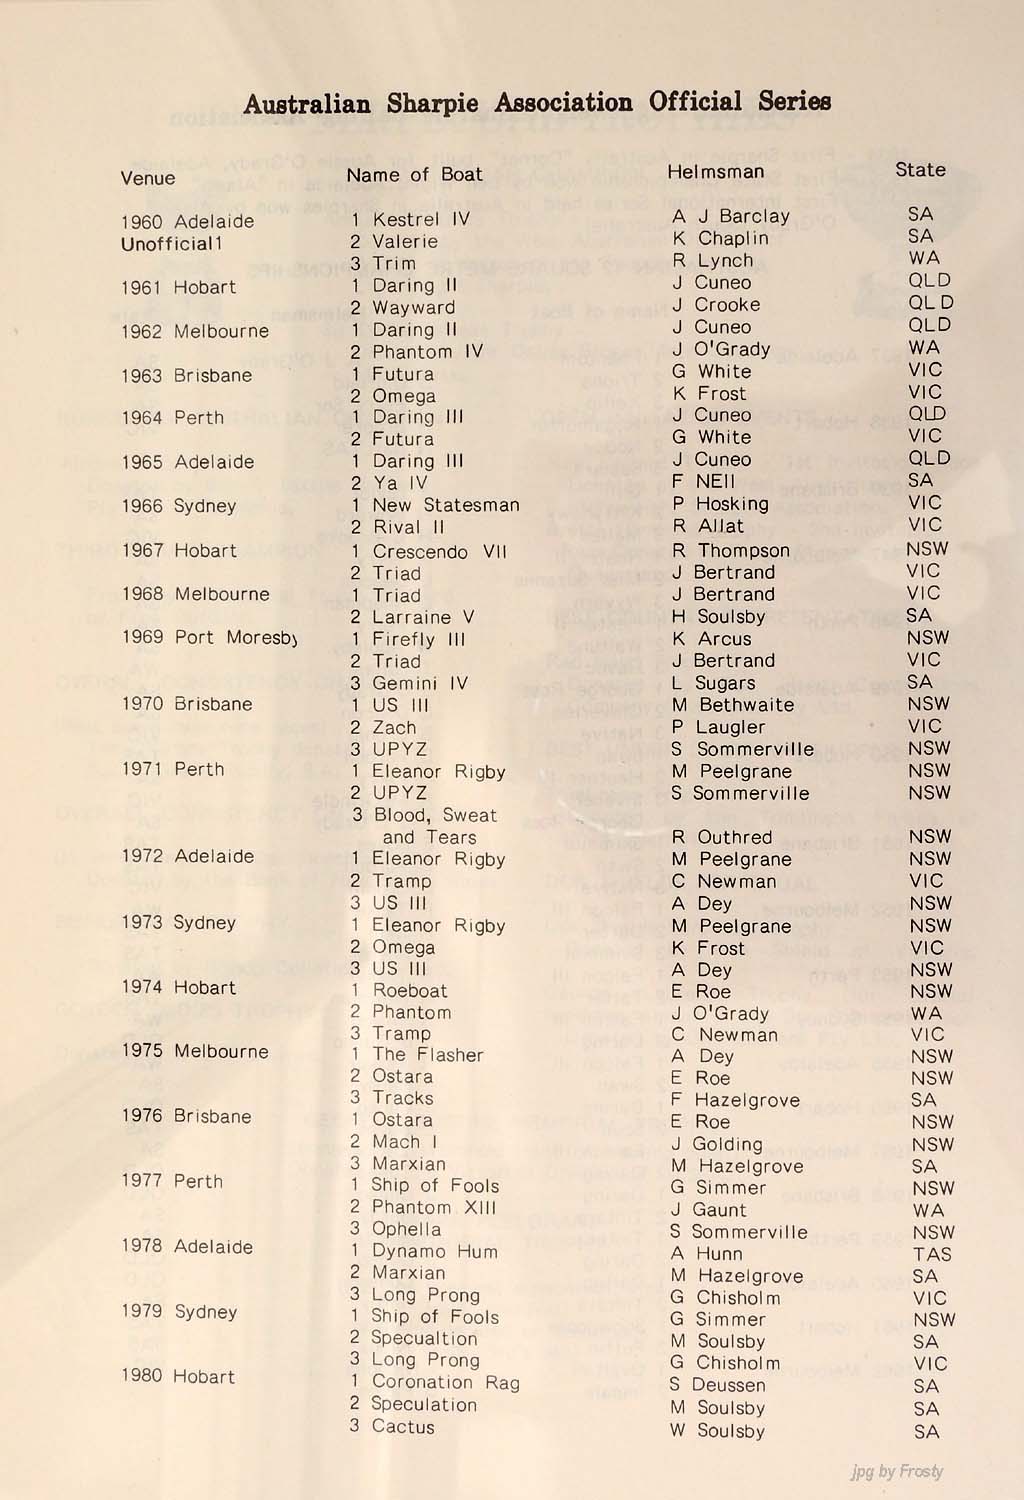 Australian Sharpie Association Official Series
Venue Name of Boat Helmsman State
1960 Adelaide 1 Kestrel IV A J Barclay SA
Unofficial1 2 Valerie K Chaplin SA
3 Trim R Lynch WA
1961 Hobart 1 Daring II J Cuneo QLD
2 Wayward J Crooke QLD
1962 Melbourne 1 Daring II J Cuneo QLD
2 Phantom IV J O'Grady WA
1963 Brisbane 1 Futura G White VIC
2 Omega K Frost VIC
1964 Perth 1 Daring III J Cuneo QLD
2 Futura G White VIC
1965 Adelaide 1 Daring III J Cuneo QLD
2 Ya IV F NEIl SA
1966 Sydney 1 New Statesman P Hosking VIC
2 Rival II R Allat VIC
1967 Hobart 1 Crescendo VII R Thompson NSW
2 Triad J Bertrand VIC
1968 Melbourne 1 Triad J Bertrand VIC
2 Larraine V H Soulsby SA
1969 Port Moresby 1 Firefly III K Arcus NSW
2 Triad J Bertrand VIC
3 Gemini IV L Sugars SA
1970 Brisbane 1 US III M Bethwaite NSW
2 Zach P Laugler VIC
3 UPYZ S Sommerville NSW
1971 Perth 1 Eleanor Rigby M Peelgrane NSW
2 UPYZ S Sommerville NSW
3 Blood, Sweat
and Tears R Outhred NSW
1972 Adelaide 1 Eleanor Rigby M Peelgrane NSW
2 Tramp C Newman VIC
3 US III A Dey NSW
1973 Sydney 1 Eleanor Rigby M Peelgrane NSW
2 Omega K Frost VIC
3 US III A Dey NSW
1974 Hobart 1 Roeboat E Roe NSW
2 Phantom J O'Grady WA
3 Tramp C Newman VIC
1975 Melbourne 1 The Flasher A Dey NSW
2 Ostara E Roe NSW
3 Tracks F Hazelgrove SA
1976 Brisbane 1 Ostara E Roe NSW
2 Mach I J Golding NSW
3 Marxian M Hazelgrove SA
1977 Perth 1 Ship of Fools G Simmer NSW
2 Phantom XIII J Gaunt WA
3 Ophella S Sommerville NSW
1978 Adelaide 1 Dynamo Hum A Hunn TAS
2 Marxian M Hazelgrove SA
3 Long Prong G Chisholm VIC
1979 Sydney 1 Ship of Fools G Simmer NSW
2 Specualtion M Soulsby SA
3 Long Prong G Chisholm VIC
1980 Hobart 1 Coronation Rag S Deussen SA
2 Speculation M Soulsby SA
3 Cactus W Soulsby SA
jpg by Frosty